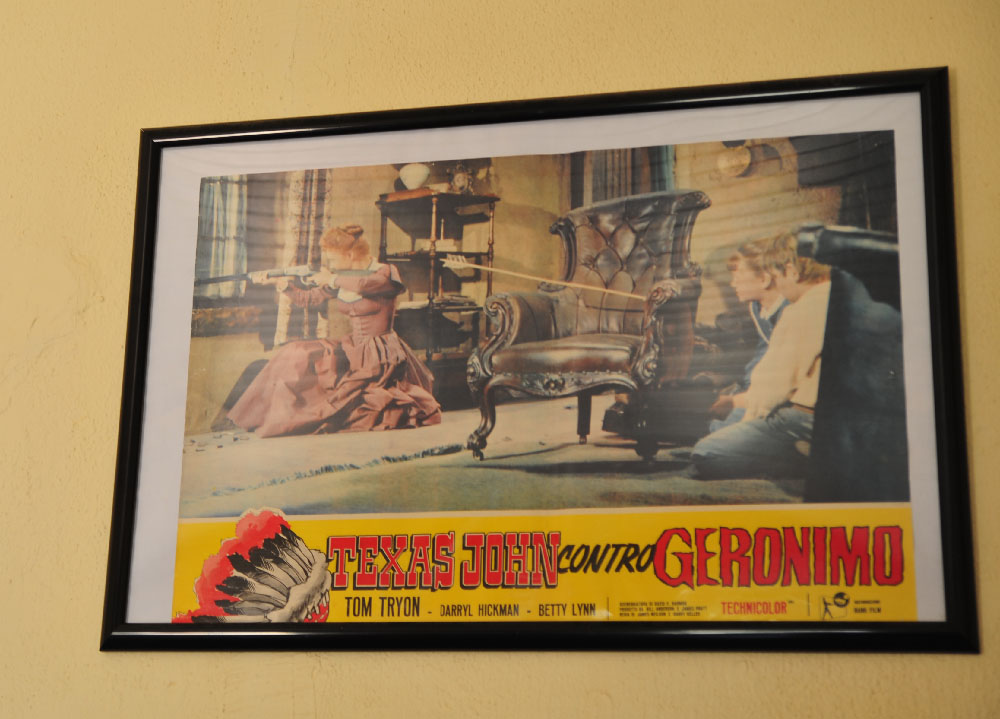 TEXAS JOHN CONTRO GERONIMO
TOM TRYON - DARRYL HICKMAN - BETTY LYNN
TECHNICOLOR